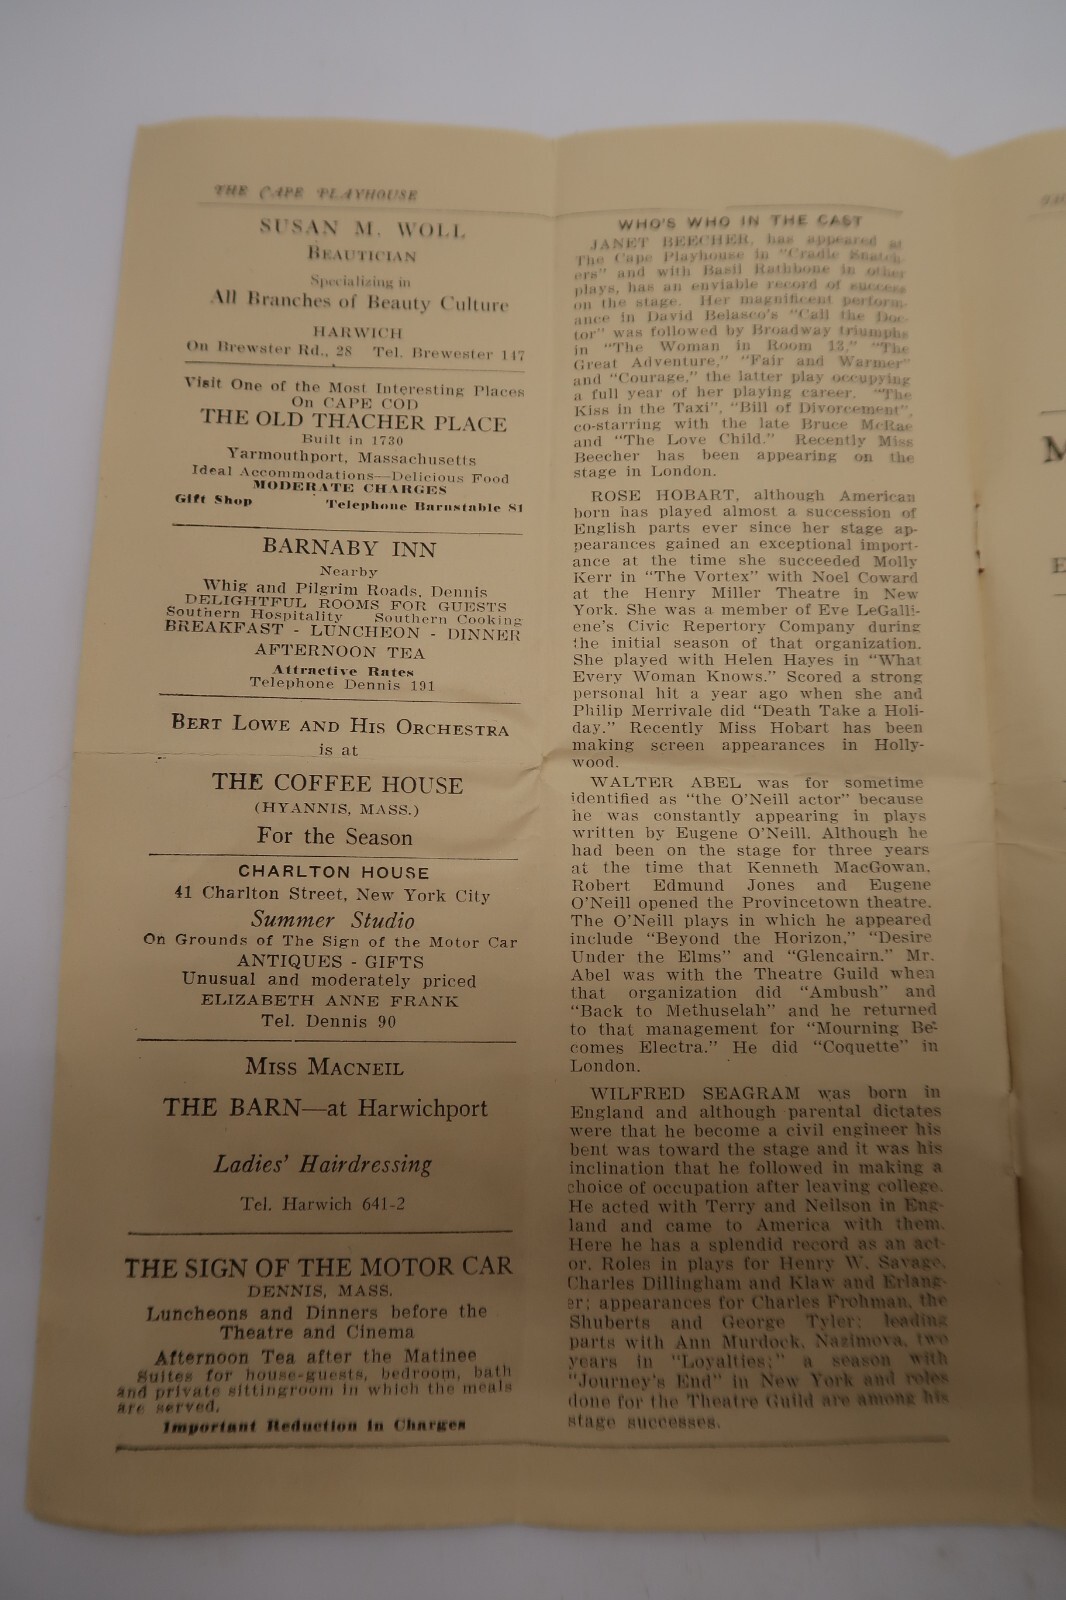 THE CAPE PLAYHOUSE
SUSAN M. WOLL
BEAUTICIAN
Specializing in
All Branches of Beauty Culture
HARWICH
On Brewster Rd., 28 Tel. Brewester 147
Visit One of the Most Interesting Places
On CAPE COD
THE OLD THACHER PLACE
Built in 1730
Yarmouthport, Massachusetts
Ideal Accommodations—Delicious Food
MODERATE CHARGES
Gift Shop Telephone Barnstable 81
BARNABY INN
Nearby
Whig and Pilgrim Roads, Dennis
DELIGHTFUL ROOMS FOR GUESTS
Southern Hospitality Southern Cooking
BREAKFAST - LUNCHEON - DINNER
AFTERNOON TEA
Attractive Rates
Telephone Dennis 191
BERT LOWE AND HIS ORCHESTRA
is at
THE COFFEE HOUSE
(HYANNIS, MASS.)
For the Season
CHARLTON HOUSE
41 Charlton Street, New York City
Summer Studio
On Grounds of The Sign of the Motor Car
ANTIQUES - GIFTS
Unusual and moderately priced
ELIZABETH ANNE FRANK
Tel. Dennis 90
MISS MACNEIL
THE BARN—at Harwichport
Ladies' Hairdressing
Tel. Harwich 641-2
THE SIGN OF THE MOTOR CAR
DENNIS, MASS.
Luncheons and Dinners before the
Theatre and Cinema
Afternoon Tea after the Matinee
Suites for house-guests, bedroom, bath
and private sittingroom in which the meals
are served.
Important Reduction in Charges
WHO'S WHO IN THE CAST
JANET BEECHER, has appeared at
The Cape Playhouse in "Cradle Snatch-
ers" and with Basil Rathbone in other
plays, has an enviable record of success
on the stage. Her magnificent perform-
ance in David Belasco's "Call the Doc-
tor" was followed by Broadway triumphs
in "The Woman in Room 13," "The
Great Adventure," "Fair and Warmer"
and "Courage," the latter play occupying
a full year of her playing career. "The
Kiss in the Taxi", "Bill of Divorcement",
co-starring with the late Bruce McRae
and "The Love Child." Recently Miss
Beecher has been appearing on the
stage in London.
ROSE HOBART, although American
born has played almost a succession of
English parts ever since her stage ap-
pearances gained an exceptional import-
ance at the time she succeeded Molly
Kerr in "The Vortex" with Noel Coward
at the Henry Miller Theatre in New
York. She was a member of Eve LeGalli-
ene's Civic Repertory Company during
the initial season of that organization.
She played with Helen Hayes in "What
Every Woman Knows." Scored a strong
personal hit a year ago when she and
Philip Merrivale did "Death Take a Holi-
day." Recently Miss Hobart has been
making screen appearances in Holly-
wood.
WALTER ABEL was for sometime
identified as "the O'Neill actor" because
he was constantly appearing in plays
written by Eugene O'Neill. Although he
had been on the stage for three years
at the time that Kenneth MacGowan,
Robert Edmund Jones and Eugene
O'Neill opened the Provincetown theatre.
The O'Neill plays in which he appeared
include "Beyond the Horizon," "Desire
Under the Elms" and "Glencairn." Mr.
Abel was with the Theatre Guild when
that organization did "Ambush" and
"Back to Methuselah" and he returned
to that management for "Mourning Be-
comes Electra." He did "Coquette" in
London.
WILFRED SEAGRAM was born in
England and although parental dictates
were that he become a civil engineer his
bent was toward the stage and it was his
inclination that he followed in making a
choice of occupation after leaving college.
He acted with Terry and Neilson in Eng-
land and came to America with them.
Here he has a splendid record as an act-
or. Roles in plays for Henry W. Savage,
Charles Dillingham and Klaw and Erlang-
er; appearances for Charles Frohman, the
Shuberts and George Tyler; leading
parts with Ann Murdock, Nazimova, two
years in "Loyalties;" a season with
"Journey's End" in New York and roles
done for the Theatre Guild are among his
stage successes.
M
E